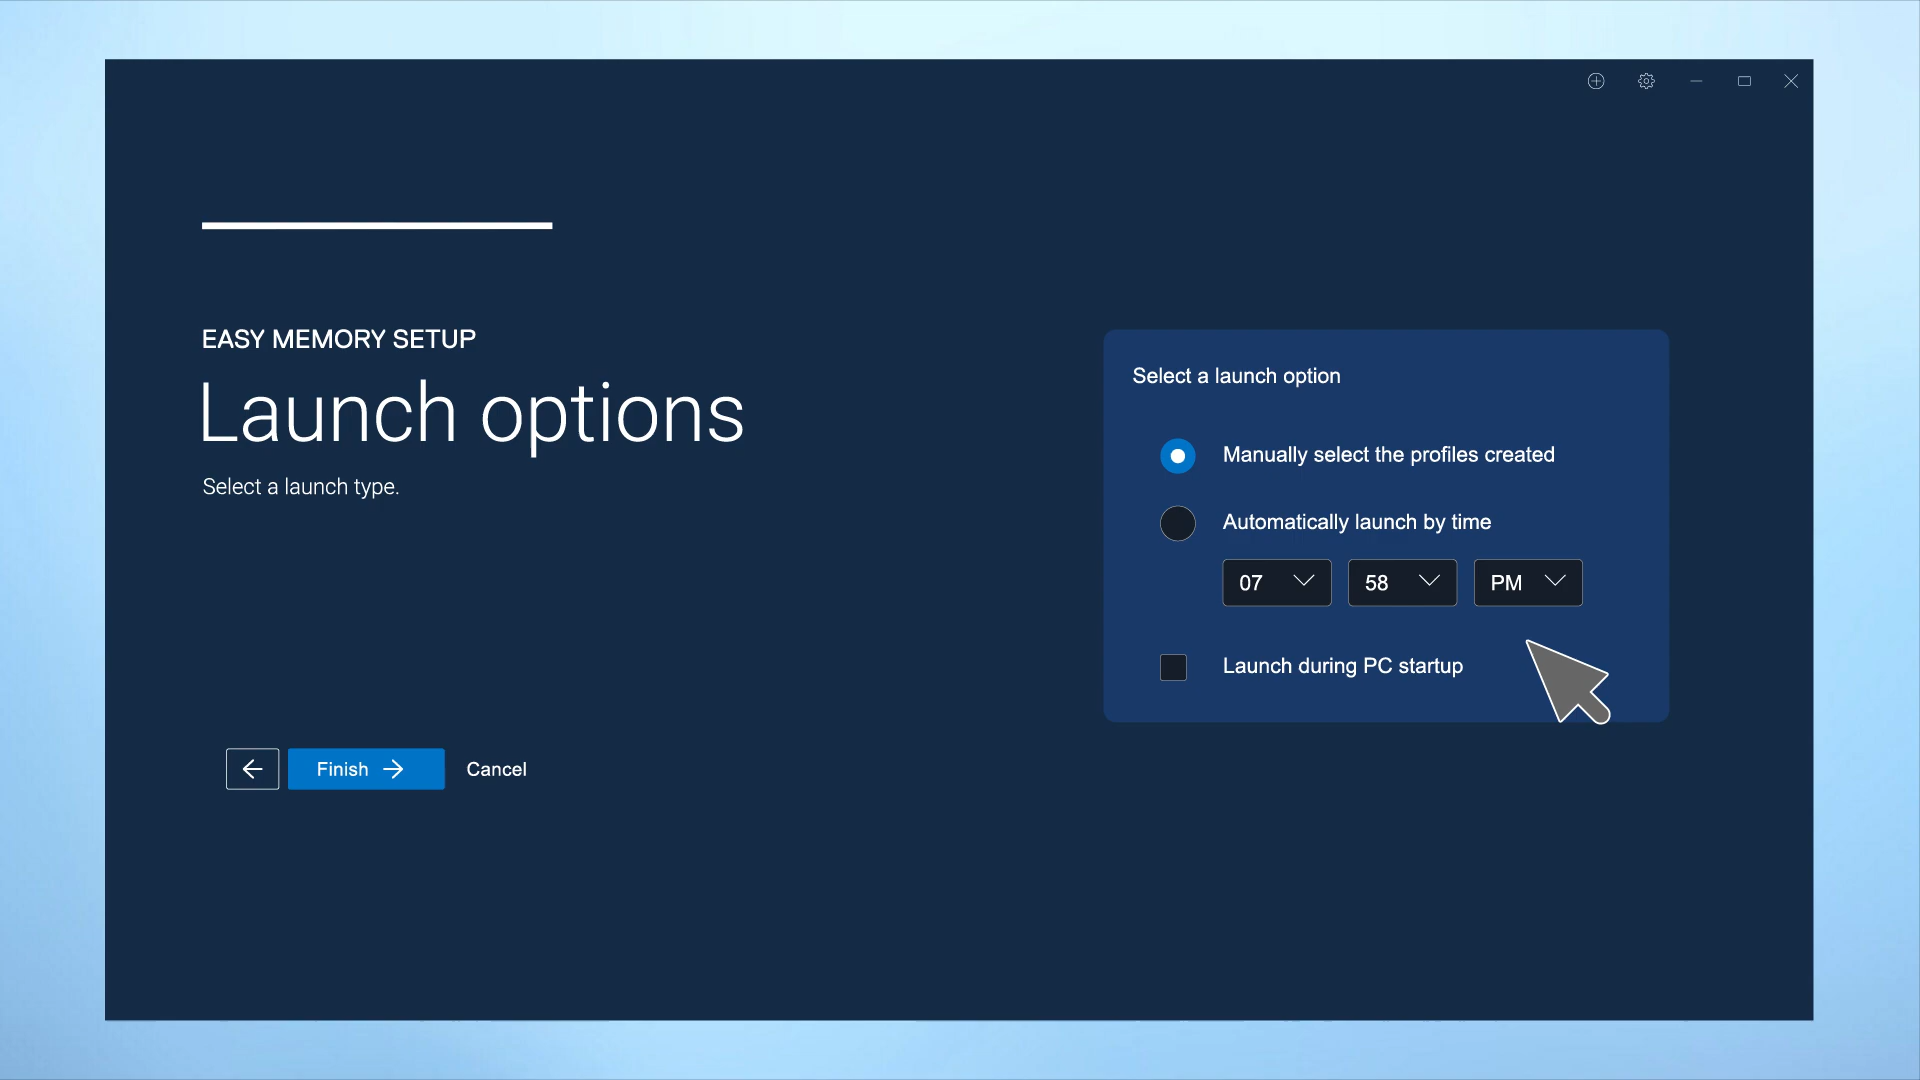 EASY MEMORY SETUP
Launch options
Select a launch type.
Select a launch option
Manually select the profiles created
Automatically launch by time
07 58 PM
Launch during PC startup
Finish Cancel